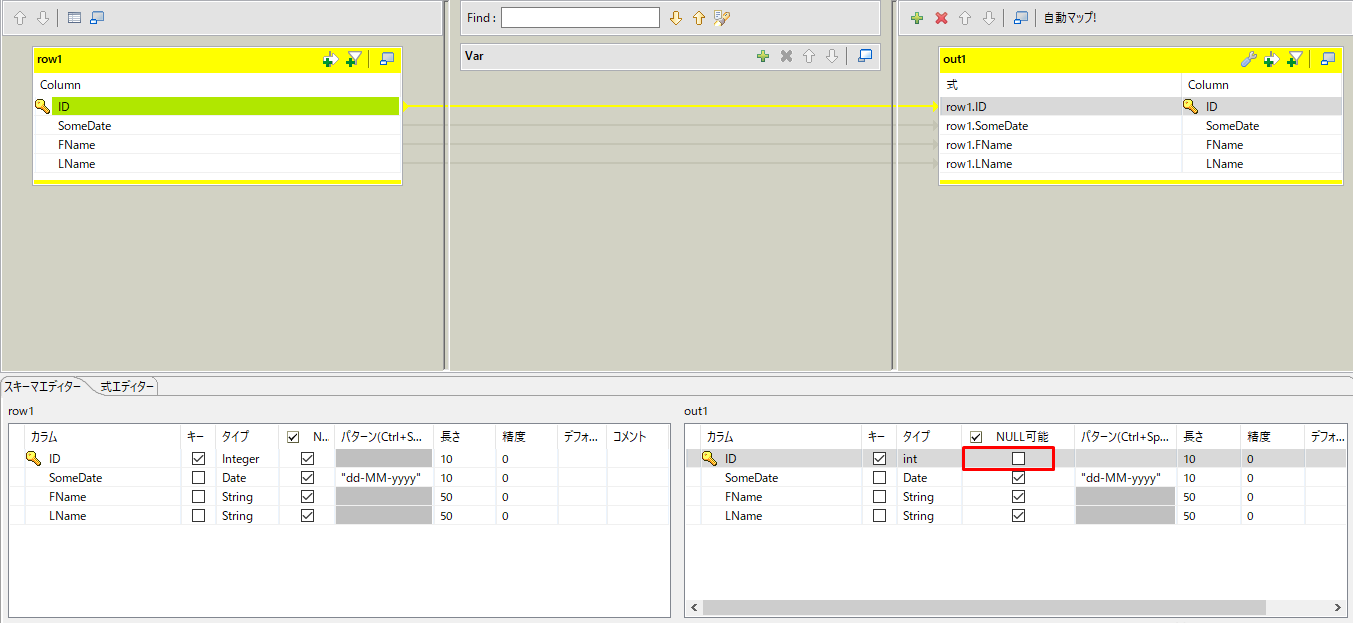 Find :
自動マップ!
row1
Column
ID
SomeDate
FName
LName
Var
out1
式 Column
row1.ID ID
row1.SomeDate SomeDate
row1.FName FName
row1.LName LName
スキーマエディター 式エディター
row1
カラム キー タイプ N... パターン(Ctrl+S... 長さ 精度 デフォ... コメント
ID Integer 10 0
SomeDate Date "dd-MM-yyyy" 10 0
FName String 50 0
LName String 50 0
out1
カラム キー タイプ NULL可能 パターン(Ctrl+Sp... 長さ 精度 デフォ...
ID int 10 0
SomeDate Date "dd-MM-yyyy" 10 0
FName String 50 0
LName String 50 0